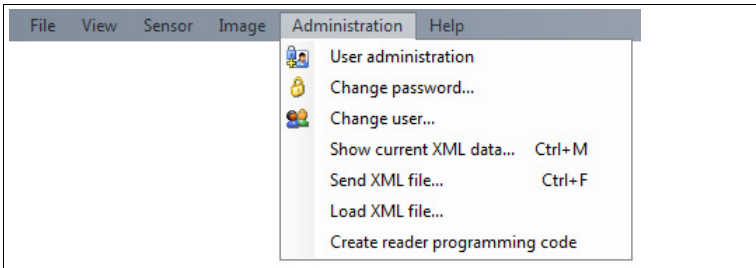 File View Sensor Image Administration Help
User administration
Change password...
Change user...
Show current XML data... Ctrl+M
Send XML file... Ctrl+F
Load XML file...
Create reader programming code